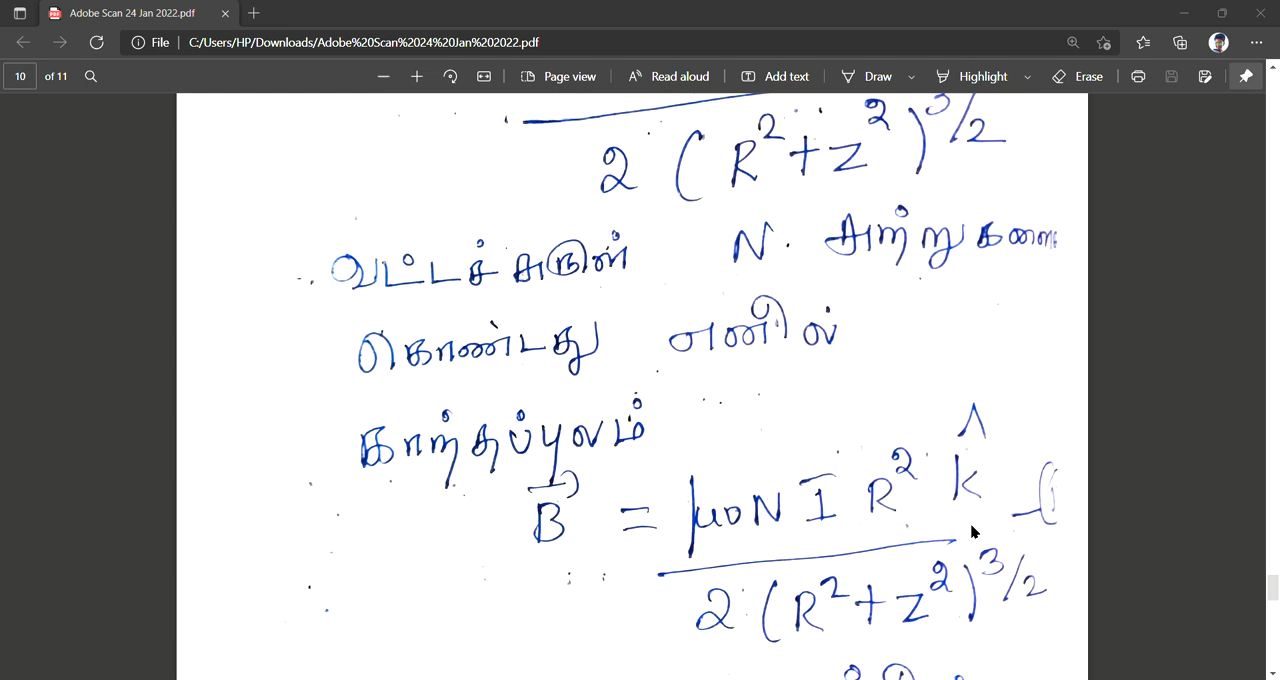 Adobe Scan 24 Jan 2022.pdf
File | C:/Users/HP/Downloads/Adobe%20Scan%2024%20Jan%202022.pdf
10 of 11 Page view Read aloud Add text Draw Highlight Erase
2 (R²+z²)^3/2
வட்டச் சுருள் N. சுற்றுகளை
கொண்டது எனில்
காந்தப்புலம்
B⃗ = μ₀ N I R² k̂
2 (R²+z²)^3/2